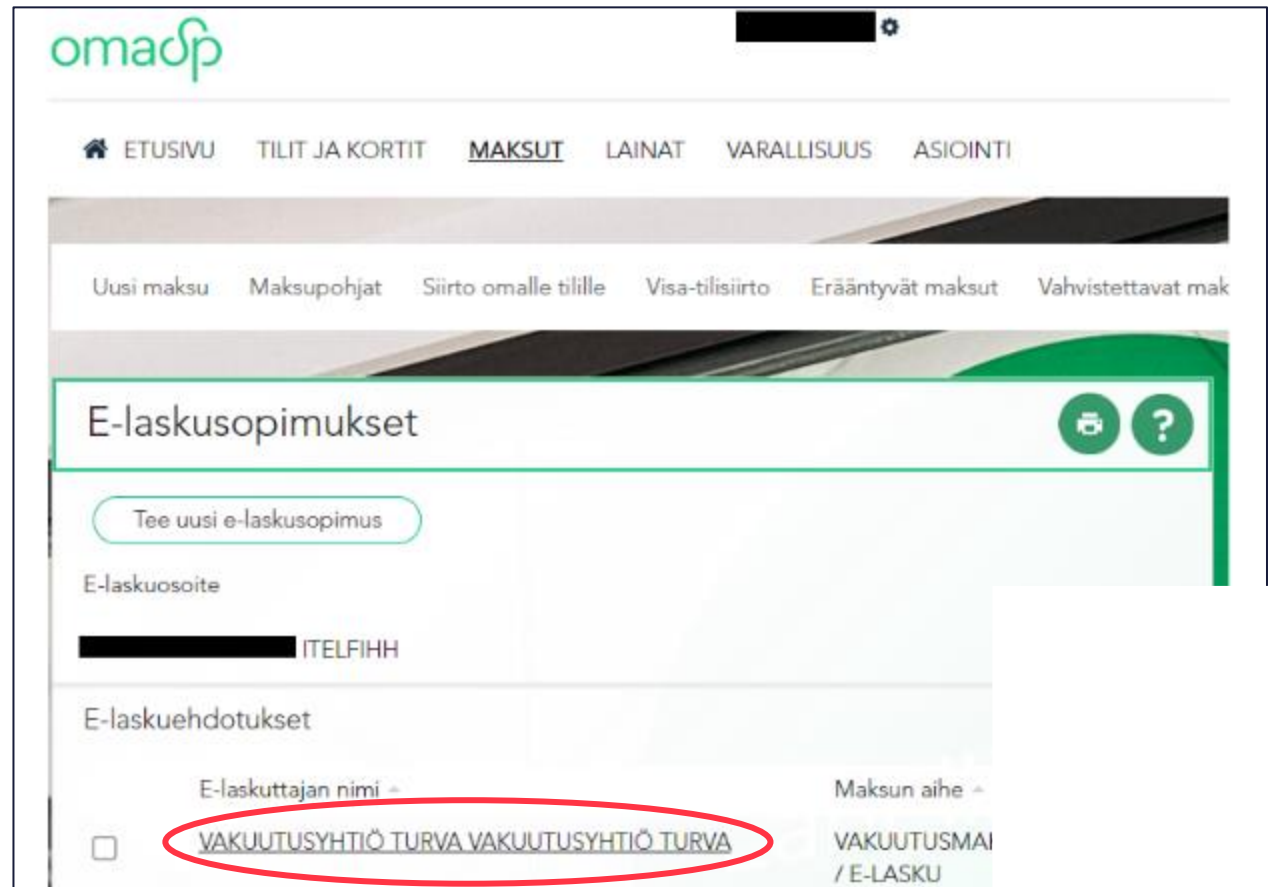 omasp
ETUSIVU TILIT JA KORTIT MAKSUT LAINAT VARALLISUUS ASIOINTI
Uusi maksu Maksupohjat Siirto omalle tilille Visa-tilisiirto Erääntyvät maksut Vahvistettavat mak
E-laskusopimukset ?
Tee uusi e-laskusopimus
E-laskuosoite
ITELFIHH
E-laskuehdotukset
E-laskuttajan nimi Maksun aihe
VAKUUTUSYHTIÖ TURVA VAKUUTUSYHTIÖ TURVA VAKUUTUSMA
/ E-LASKU